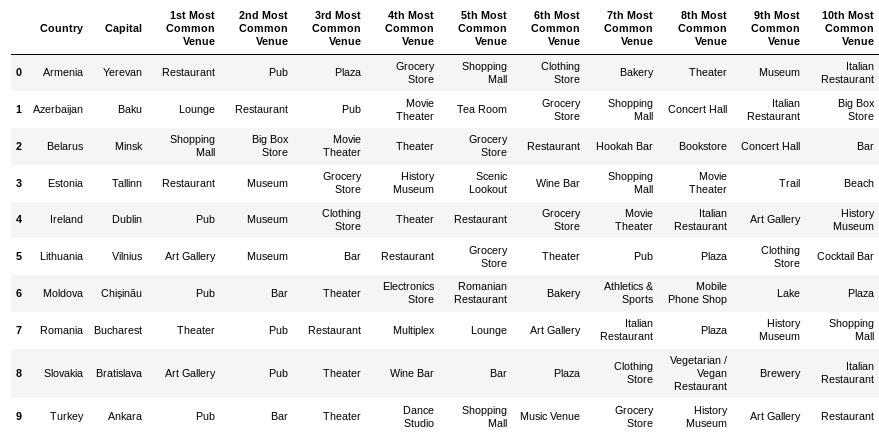 Country Capital 1st Most Common Venue 2nd Most Common Venue 3rd Most Common Venue 4th Most Common Venue 5th Most Common Venue 6th Most Common Venue 7th Most Common Venue 8th Most Common Venue 9th Most Common Venue 10th Most Common Venue
0 Armenia Yerevan Restaurant Pub Plaza Grocery Store Shopping Mall Clothing Store Bakery Theater Museum Italian Restaurant
1 Azerbaijan Baku Lounge Restaurant Pub Movie Theater Tea Room Grocery Store Shopping Mall Concert Hall Italian Restaurant Big Box Store
2 Belarus Minsk Shopping Mall Big Box Store Movie Theater Theater Grocery Store Restaurant Hookah Bar Bookstore Concert Hall Bar
3 Estonia Tallinn Restaurant Museum Grocery Store History Museum Scenic Lookout Wine Bar Shopping Mall Movie Theater Trail Beach
4 Ireland Dublin Pub Museum Clothing Store Theater Restaurant Grocery Store Movie Theater Italian Restaurant Art Gallery History Museum
5 Lithuania Vilnius Art Gallery Museum Bar Restaurant Grocery Store Theater Pub Plaza Clothing Store Cocktail Bar
6 Moldova Chișinău Pub Bar Theater Electronics Store Romanian Restaurant Bakery Athletics & Sports Mobile Phone Shop Lake Plaza
7 Romania Bucharest Theater Pub Restaurant Multiplex Lounge Art Gallery Italian Restaurant Plaza History Museum Shopping Mall
8 Slovakia Bratislava Art Gallery Pub Theater Wine Bar Bar Plaza Clothing Store Vegetarian / Vegan Restaurant Brewery Italian Restaurant
9 Turkey Ankara Pub Bar Theater Dance Studio Shopping Mall Music Venue Grocery Store History Museum Art Gallery Restaurant